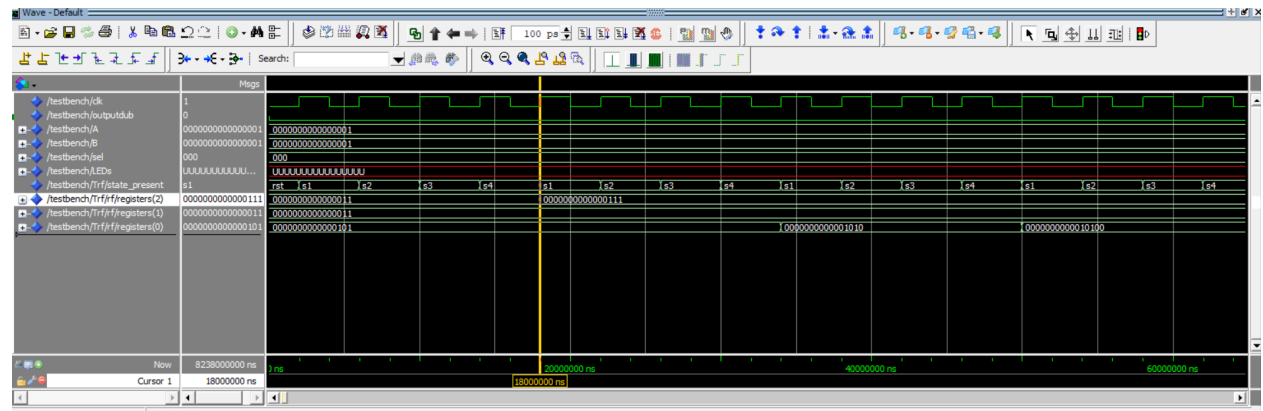 Wave - Default
100 ps
Search:
Msgs
/testbench/clk 1
/testbench/outputdub 0
/testbench/A 0000000000000001 0000000000000001
/testbench/B 0000000000000001 0000000000000001
/testbench/sel 000 000
/testbench/LEDs UUUUUUUUUUU... UUUUUUUUUUUUUUUU
/testbench/Trf/state_present s1 rst s1 s2 s3 s4 s1 s2 s3 s4 s1 s2 s3 s4 s1 s2 s3 s4
/testbench/Trf/rf/registers(2) 0000000000000111 0000000000000011 0000000000000111
/testbench/Trf/rf/registers(1) 0000000000000011 0000000000000011
/testbench/Trf/rf/registers(0) 0000000000000101 0000000000000101 0000000000001010 0000000000010100
Now 8238000000 ns ns 20000000 ns 40000000 ns 60000000 ns
Cursor 1 18000000 ns 18000000 ns